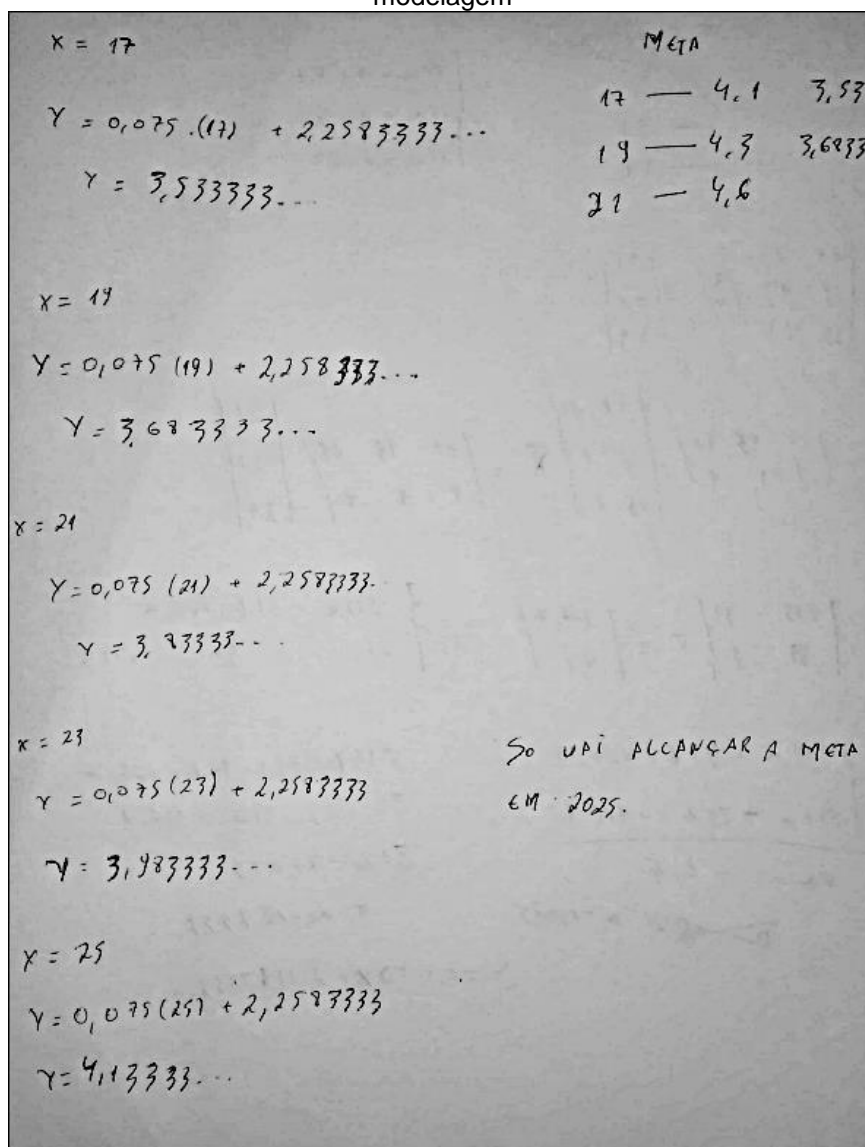 modelagem
X = 17
META
Y = 0,075 .(17) + 2,2583333...
Y = 3,533333...
17 — 4.1 3,53
19 — 4.3 3,6833
21 — 4,6
X = 19
Y = 0,075 (19) + 2,258333...
Y = 3,683333...
x = 21
Y = 0,075 (21) + 2,2583333..
Y = 3,83333...
x = 23
Y = 0,075 (23) + 2,2583333
Y = 3,983333...
SO VAI ALCANÇAR A META
EM 2025.
X = 25
Y = 0,075 (25) + 2,2583333
Y = 4,13333...